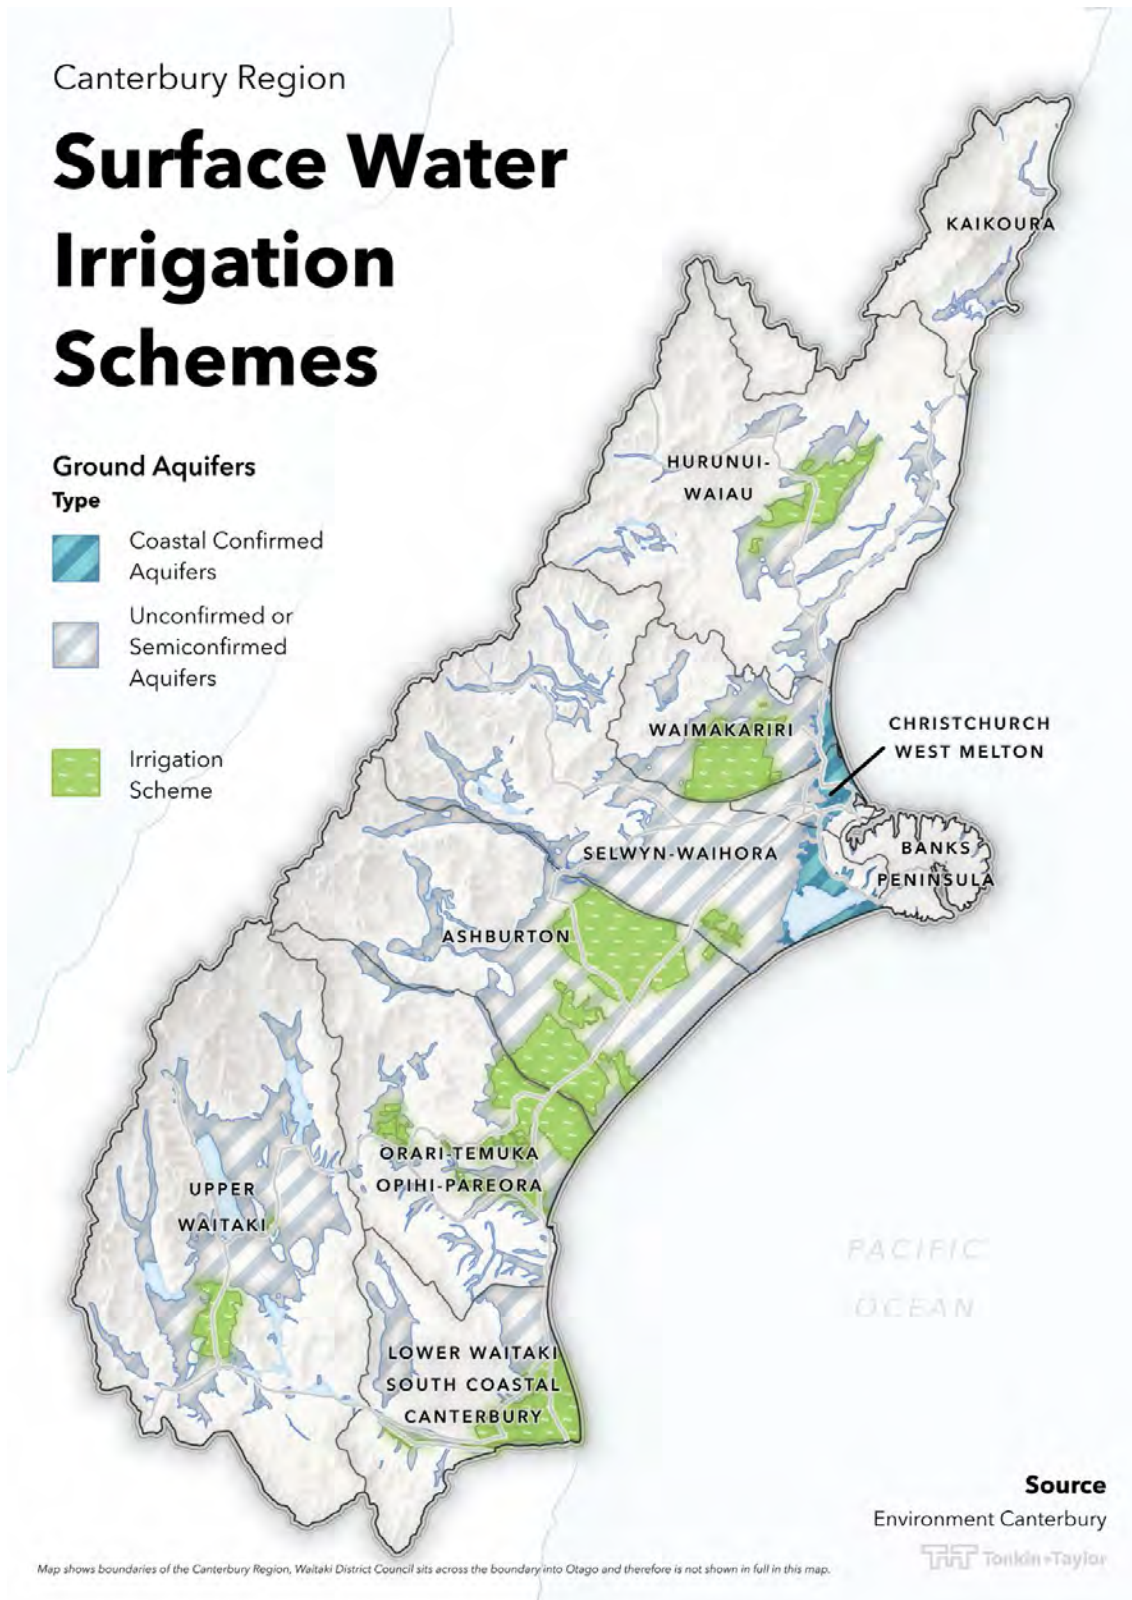 Canterbury Region
Surface Water
Irrigation
Schemes
Ground Aquifers
Type
Coastal Confirmed
Aquifers
Unconfirmed or
Semiconfirmed
Aquifers
Irrigation
Scheme
KAIKOURA
HURUNUI-
WAIAU
WAIMAKARIRI
CHRISTCHURCH
WEST MELTON
SELWYN-WAIHORA
BANKS
PENINSULA
ASHBURTON
ORARI-TEMUKA
OPIHI-PAREORA
UPPER
WAITAKI
PACIFIC
OCEAN
LOWER WAITAKI
SOUTH COASTAL
CANTERBURY
Source
Environment Canterbury
Tonkin+Taylor
Map shows boundaries of the Canterbury Region, Waitaki District Council sits across the boundary into Otago and therefore is not shown in full in this map.